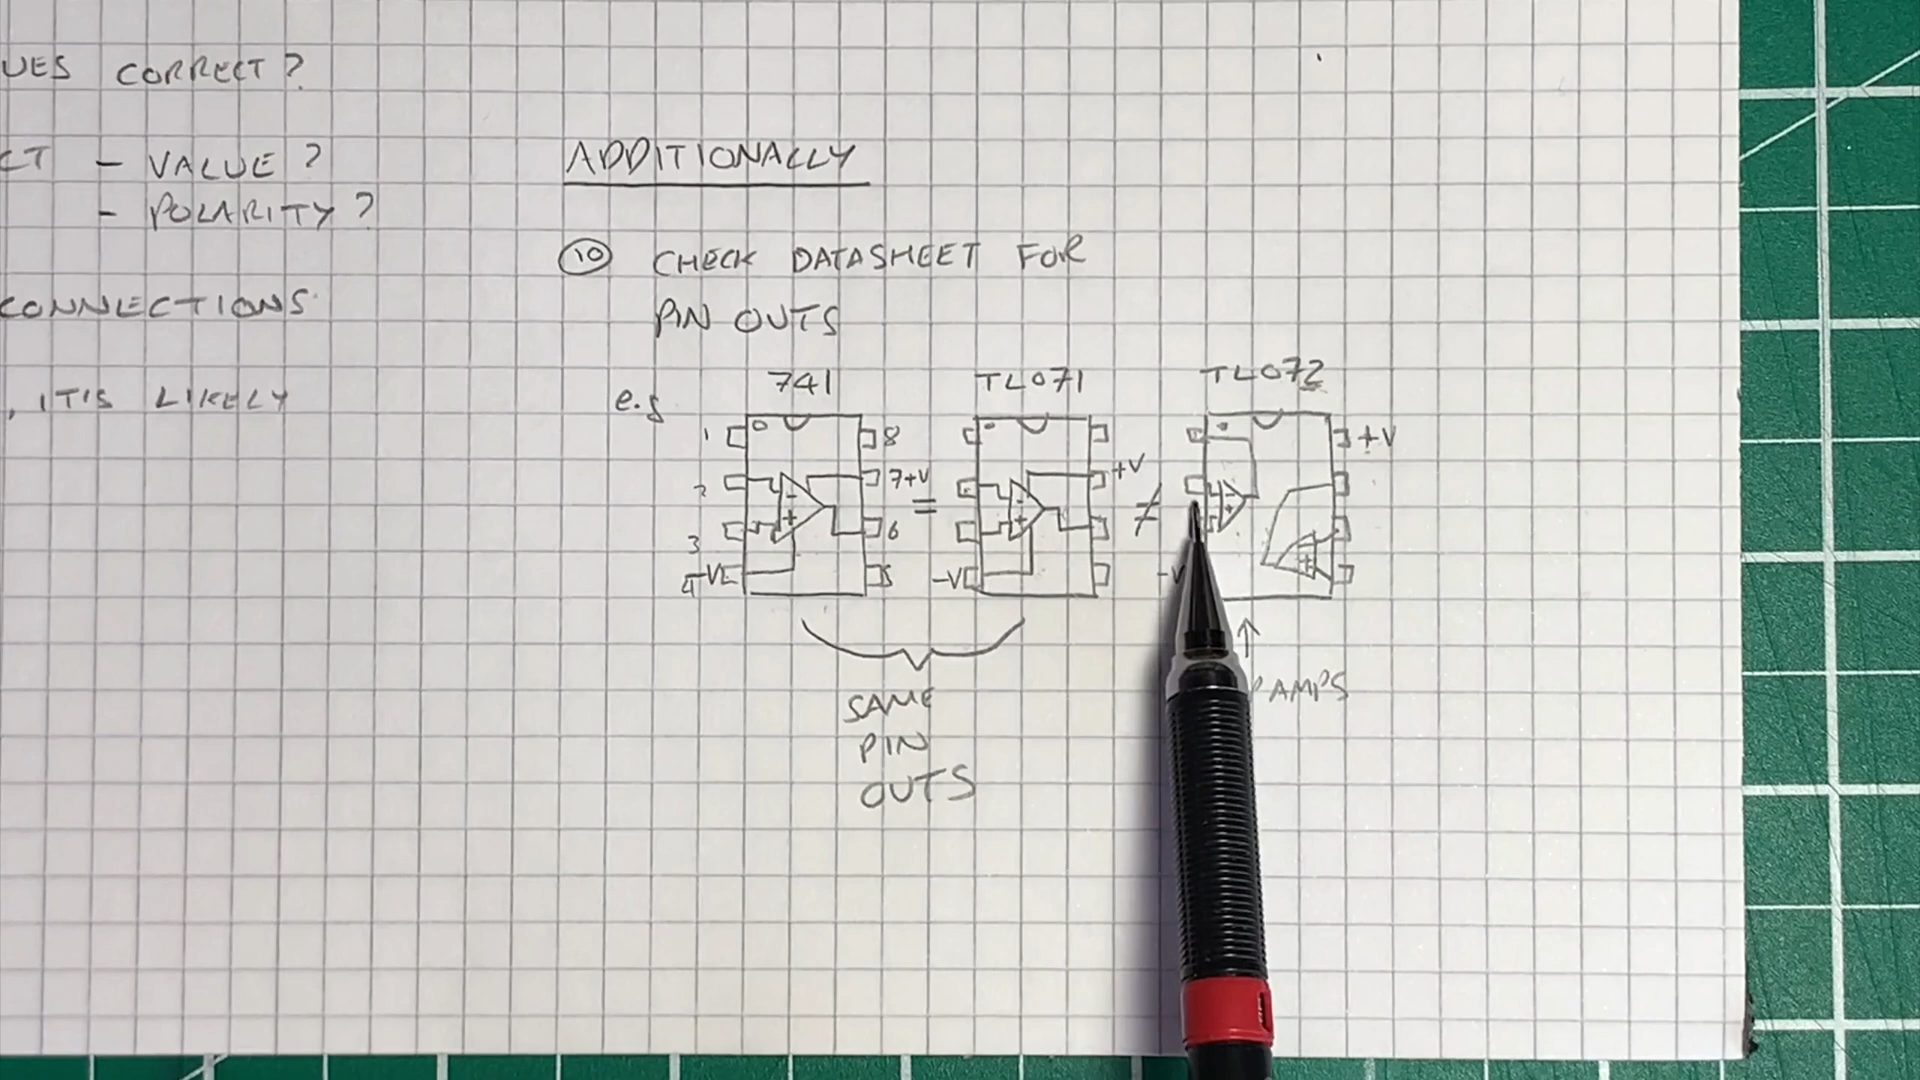 UES CORRECT?
CT - VALUE?
- POLARITY?
CONNECTIONS
, IT'S LIKELY
ADDITIONALLY
10 CHECK DATASHEET FOR
PIN OUTS
e.g
741
1
2
3
4
-V
8
7 +V
6
5
- +
=
TL071
+V
-V
- +
≠
TL072
+V
-V
- +
+
SAME
PIN
OUTS
↑
AMPS